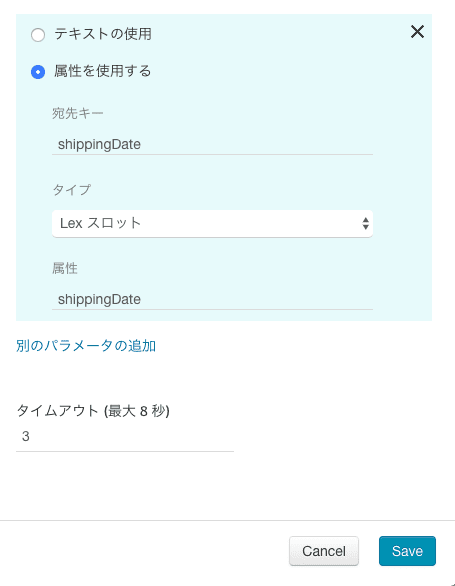 テキストの使用
属性を使用する
宛先キー
shippingDate
タイプ
Lex スロット
属性
shippingDate
別のパラメータの追加
タイムアウト (最大 8 秒)
3
Cancel
Save